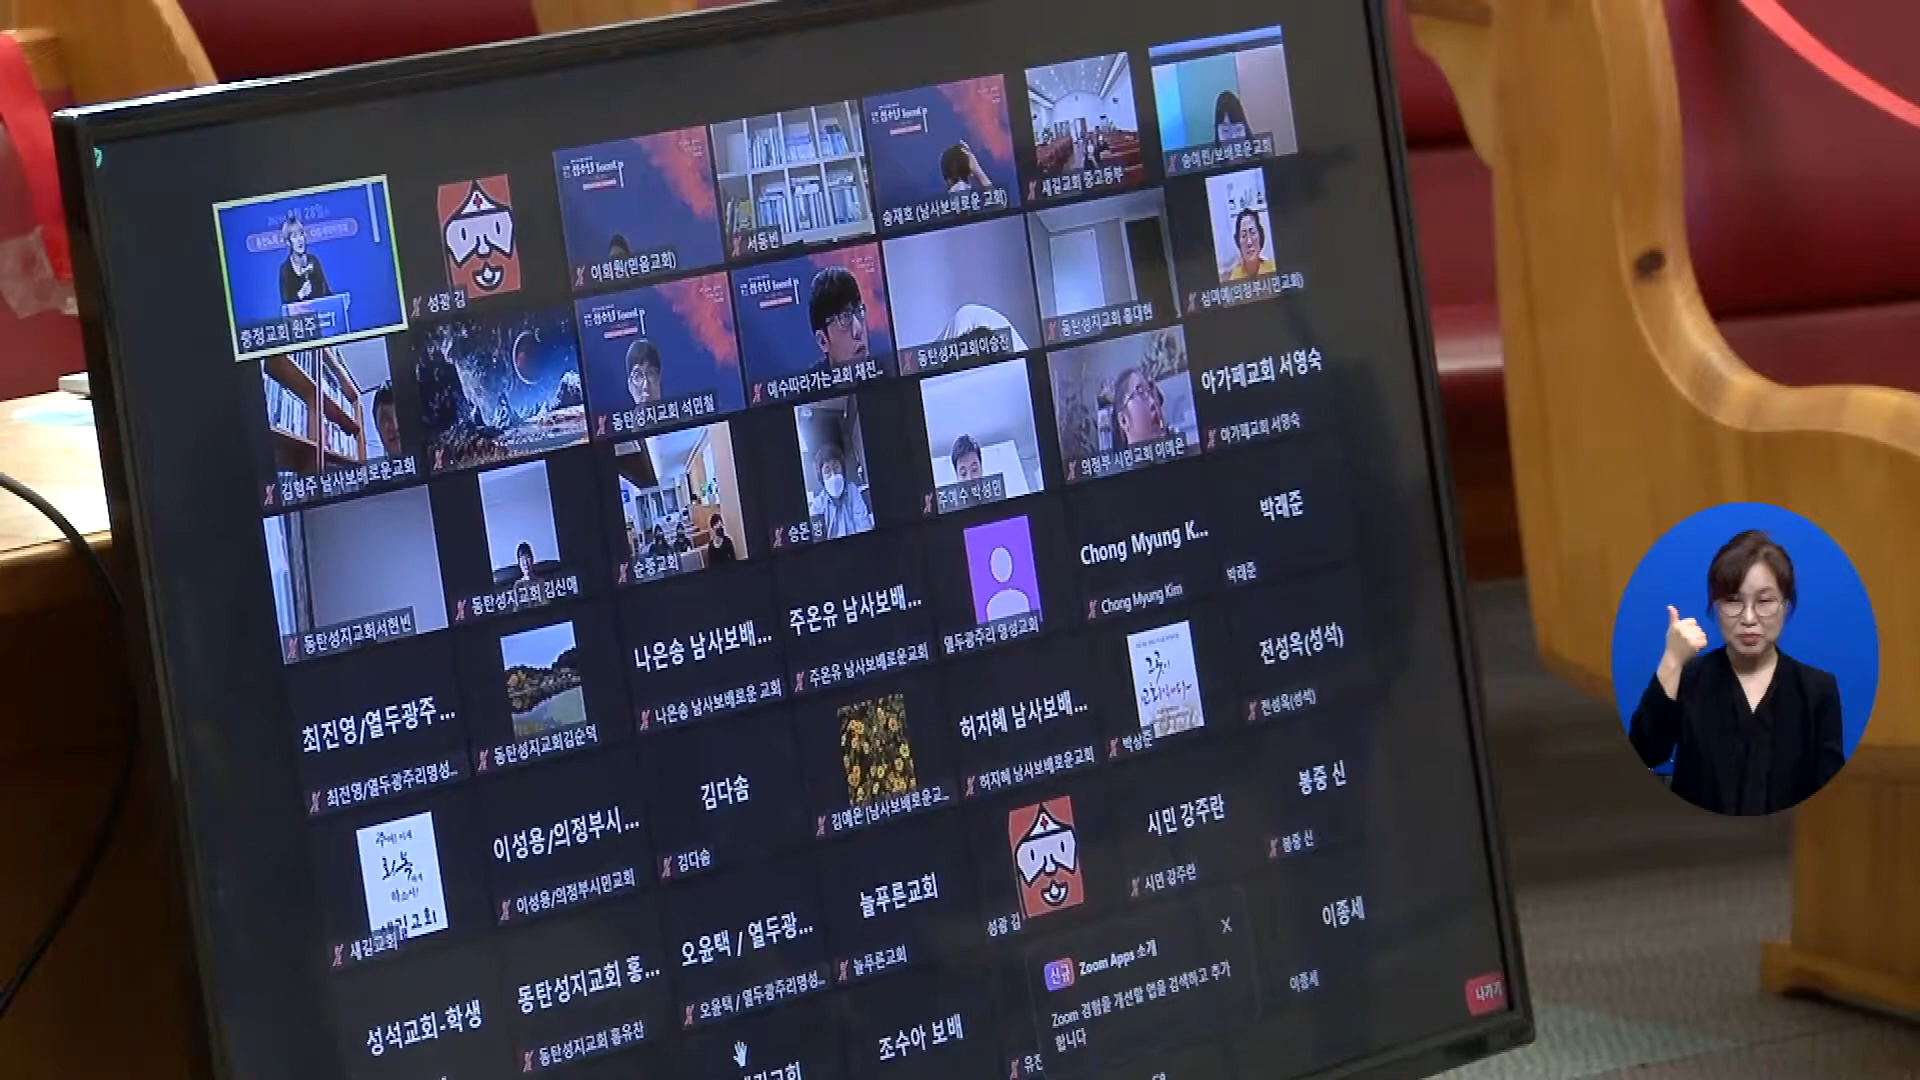 충정교회 원주
성광 김
이희원(믿음교회)
서동빈
송재호 (남사보배로운 교회)
새길교회 중고등부
송예린/보배로운교회
김형주 남사보배로운교회
동탄성지교회 석민철
예수따라가는교회 채진...
동탄성지교회이승찬
동탄성지교회 홍대현
심미예(의정부시민교회)
동탄성지교회서현빈
동탄성지교회 김신애
순종교회
승돈 방
주예수 박성민
의정부 시민교회 이예은
아가페교회 서영숙
아가페교회 서영숙
최진영/열두광주...
최진영/열두광주리명성...
동탄성지교회김순덕
나은송 남사보배...
나은송 남사보배로운 교회
주온유 남사보배...
주온유 남사보배로운교회
열두광주리 명성교회
Chong Myung K...
Chong Myung Kim
박래준
박래준
새길교회
이성용/의정부시...
이성용/의정부시민교회
김다솜
김다솜
김예은 (남사보배로운교...
허지혜 남사보배...
허지혜 남사보배로운교회
박상준
전성옥(성석)
전성옥(성석)
성석교회-학생
동탄성지교회 홍...
동탄성지교회 홍유찬
오윤택 / 열두광...
오윤택 / 열두광주리명성...
늘푸른교회
늘푸른교회
성광 김
시민 강주란
시민 강주란
봉중 신
봉중 신
조수아 보배
신규 Zoom Apps 소개
Zoom 경험을 개선할 앱을 검색하고 추가
합니다
이종세
이종세
나가기